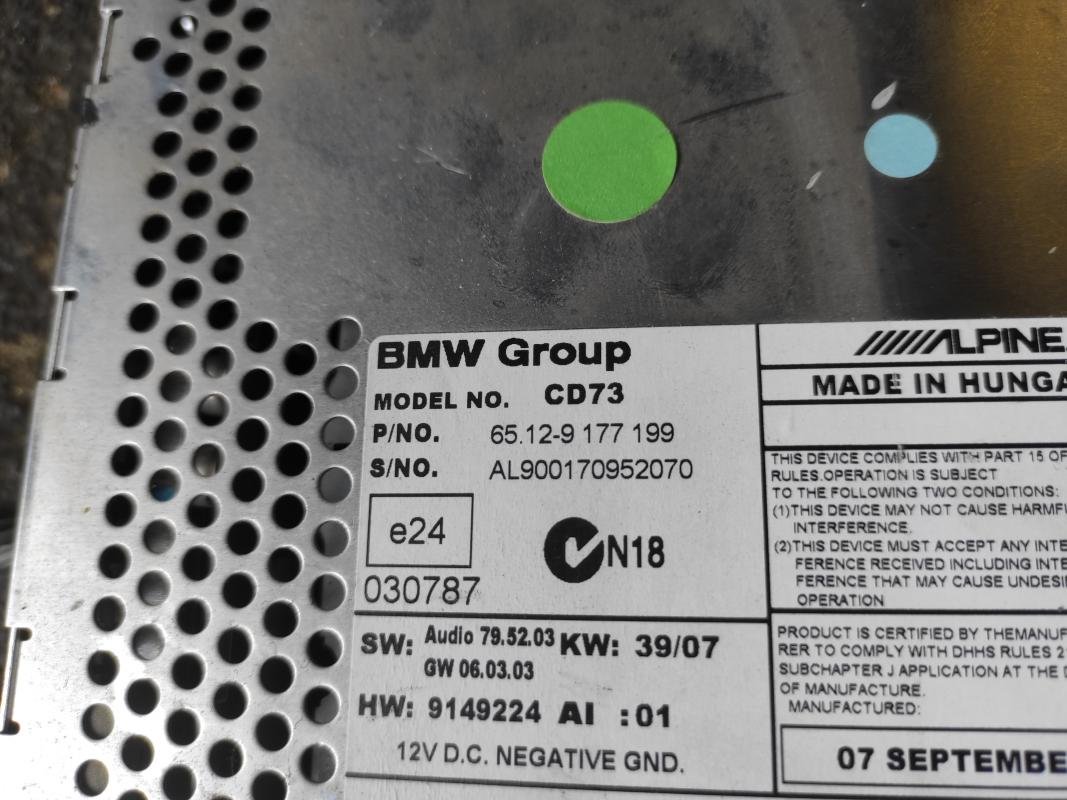 BMW Group
MODEL NO. CD73
P/NO. 65.12-9 177 199
S/NO. AL900170952070
e24
N18
030787
SW: Audio 79.52.03 KW: 39/07
GW 06.03.03
HW: 9149224 AI :01
12V D.C. NEGATIVE GND.
ALPINE
MADE IN HUNGA
THIS DEVICE COMPLIES WITH PART 15 OF
RULES.OPERATION IS SUBJECT
TO THE FOLLOWING TWO CONDITIONS:
(1)THIS DEVICE MAY NOT CAUSE HARMF
INTERFERENCE.
(2)THIS DEVICE MUST ACCEPT ANY INTE
FERENCE RECEIVED INCLUDING INTE
FERENCE THAT MAY CAUSE UNDESI
OPERATION
PRODUCT IS CERTIFIED BY THEMANUF
RER TO COMPLY WITH DHHS RULES 2
SUBCHAPTER J APPLICATION AT THE D
OF MANUFACTURE.
MANUFACTURED:
07 SEPTEMBE